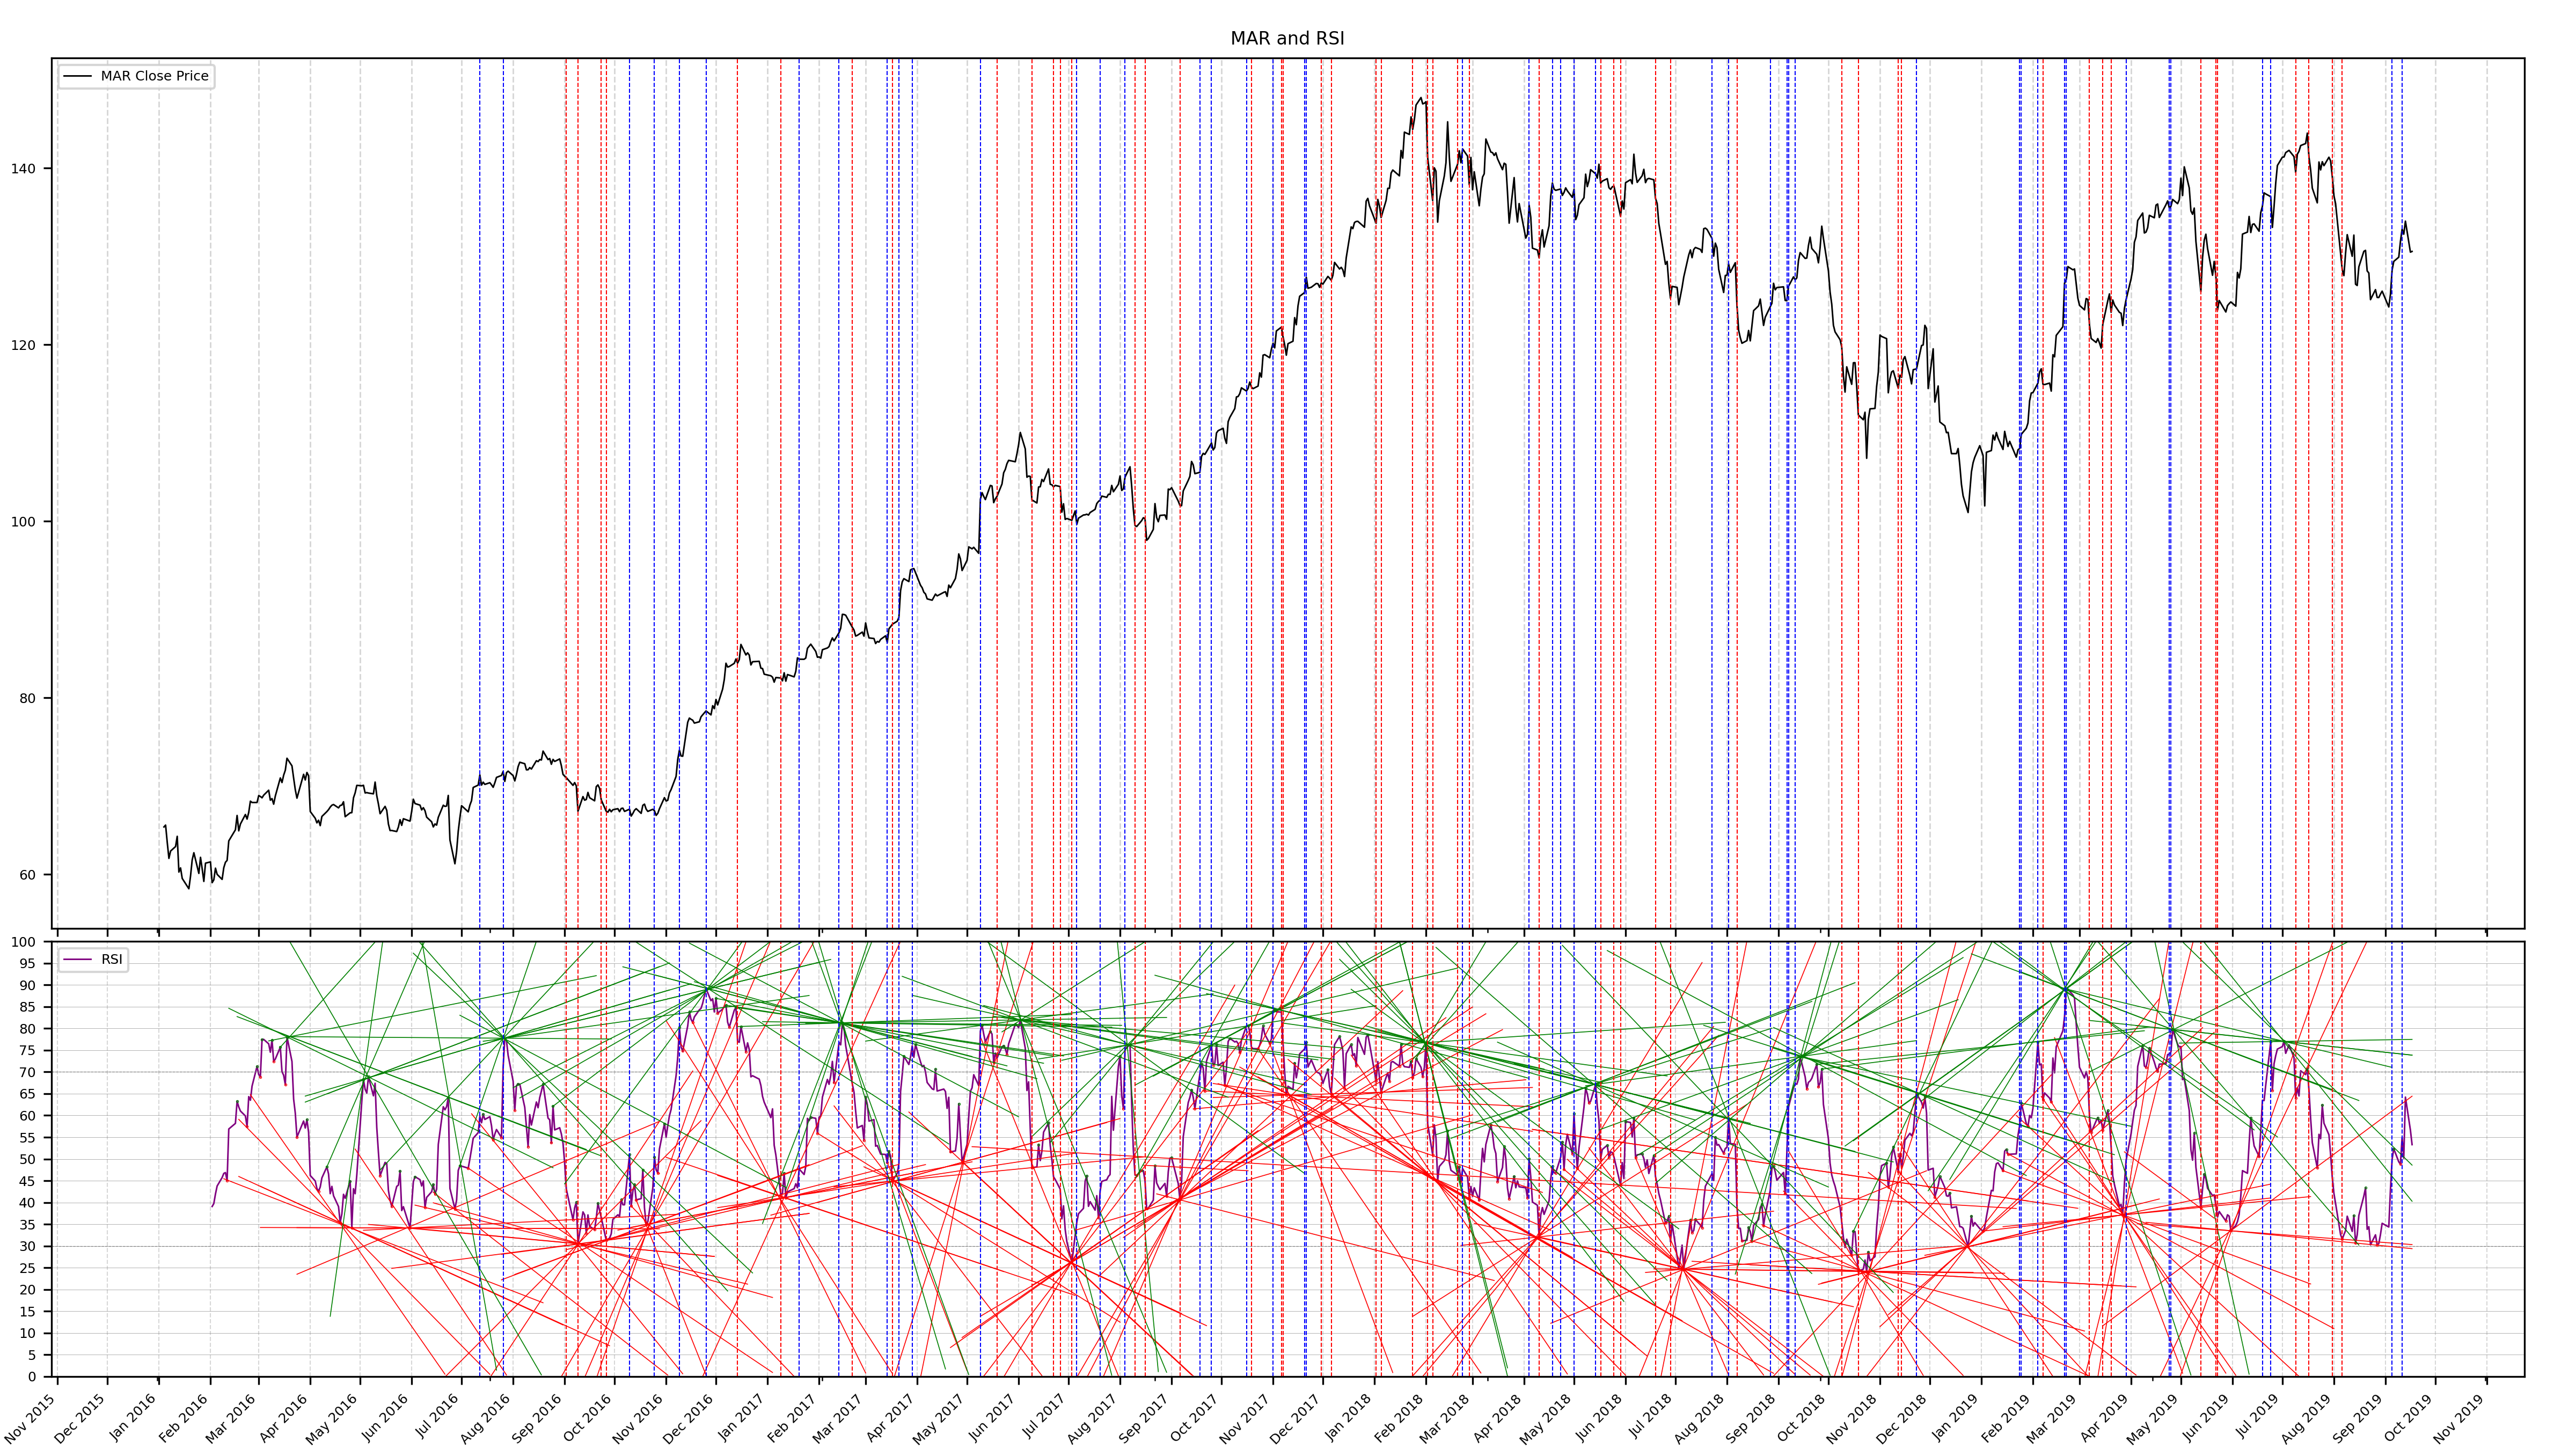 MAR and RSI
MAR Close Price
140
120
100
80
60
RSI
100
95
90
85
80
75
70
65
60
55
50
45
40
35
30
25
20
15
10
5
0
Nov 2015
Dec 2015
Jan 2016
Feb 2016
Mar 2016
Apr 2016
May 2016
Jun 2016
Jul 2016
Aug 2016
Sep 2016
Oct 2016
Nov 2016
Dec 2016
Jan 2017
Feb 2017
Mar 2017
Apr 2017
May 2017
Jun 2017
Jul 2017
Aug 2017
Sep 2017
Oct 2017
Nov 2017
Dec 2017
Jan 2018
Feb 2018
Mar 2018
Apr 2018
May 2018
Jun 2018
Jul 2018
Aug 2018
Sep 2018
Oct 2018
Nov 2018
Dec 2018
Jan 2019
Feb 2019
Mar 2019
Apr 2019
May 2019
Jun 2019
Jul 2019
Aug 2019
Sep 2019
Oct 2019
Nov 2019